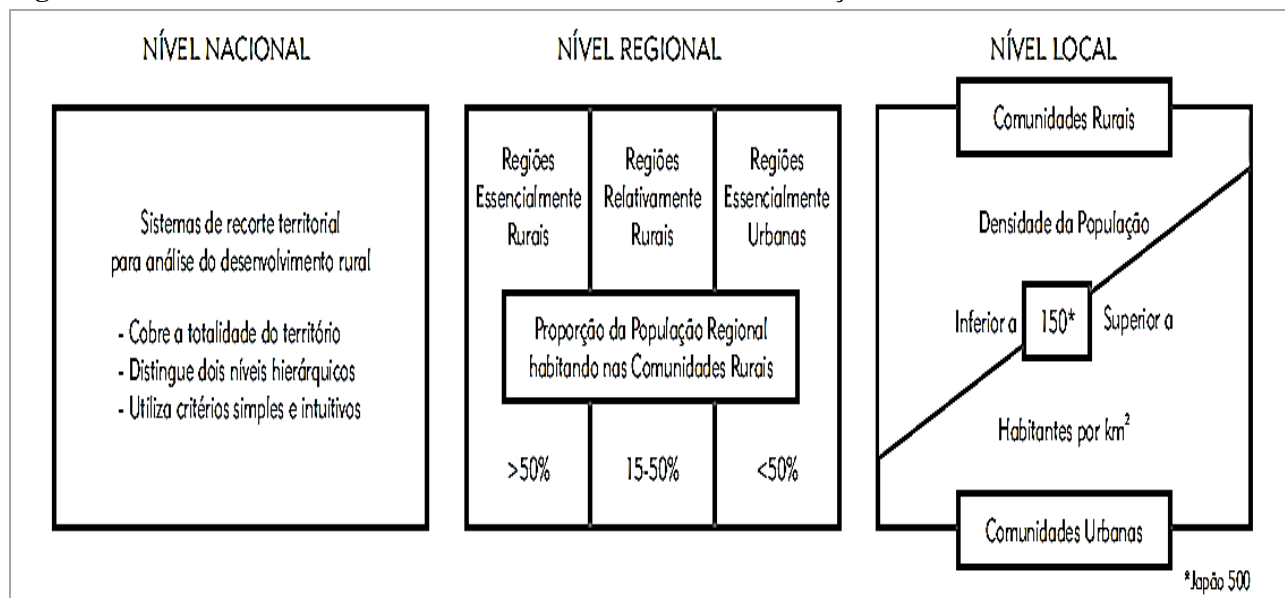 NÍVEL NACIONAL
Sistemas de recorte territorial
para análise do desenvolvimento rural
- Cobre a totalidade do território
- Distingue dois níveis hierárquicos
- Utiliza critérios simples e intuitivos
NÍVEL REGIONAL
Regiões
Essencialmente
Rurais
Regiões
Relativamente
Rurais
Regiões
Essencialmente
Urbanas
Proporção da População Regional
habitando nas Comunidades Rurais
>50%
15-50%
<50%
NÍVEL LOCAL
Comunidades Rurais
Densidade da População
Inferior a
150*
Superior a
Habitantes por km²
Comunidades Urbanas
*Japão 500